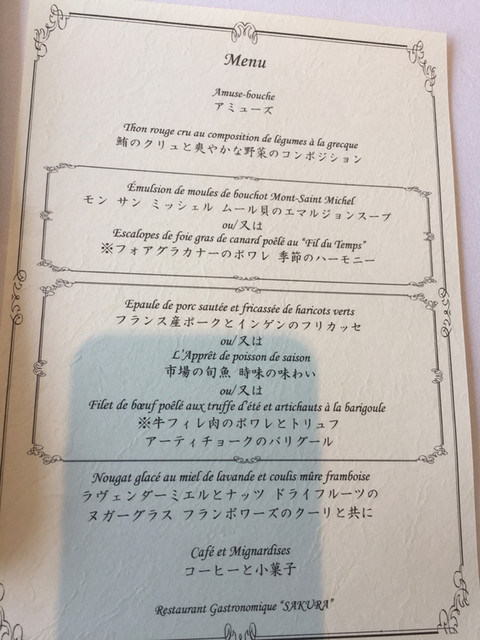 Menu
Amuse-bouche
アミューズ
Thon rouge cru au composition de lègumes à la grecque
鮪のクリュと爽やかな野菜のコンポジション
Émulsion de moules de bouchot Mont-Saint Michel
モン サン ミッシェル ムール貝のエマルジョンスープ
ou/又は
Escalopes de foie gras de canard poêlé au "Fil du Temps"
※フォアグラカナーのポワレ 季節のハーモニー
Epaule de porc sautée et fricassée de haricots verts
フランス産ポークとインゲンのフリカッセ
ou/又は
L'Apprêt de poisson de saison
市場の旬魚 時味の味わい
ou/又は
Filet de bœuf poêlé aux truffe d'été et artichauts à la barigoule
※牛フィレ肉のポワレとトリュフ
アーティチョークのバリグール
Nougat glacé au miel de lavande et coulis mûre framboise
ラヴェンダーミエルとナッツ ドライフルーツの
ヌガーグラス フランボワーズのクーリと共に
Café et Mignardises
コーヒーと小菓子
Restaurant Gastronomique "SAKURA"